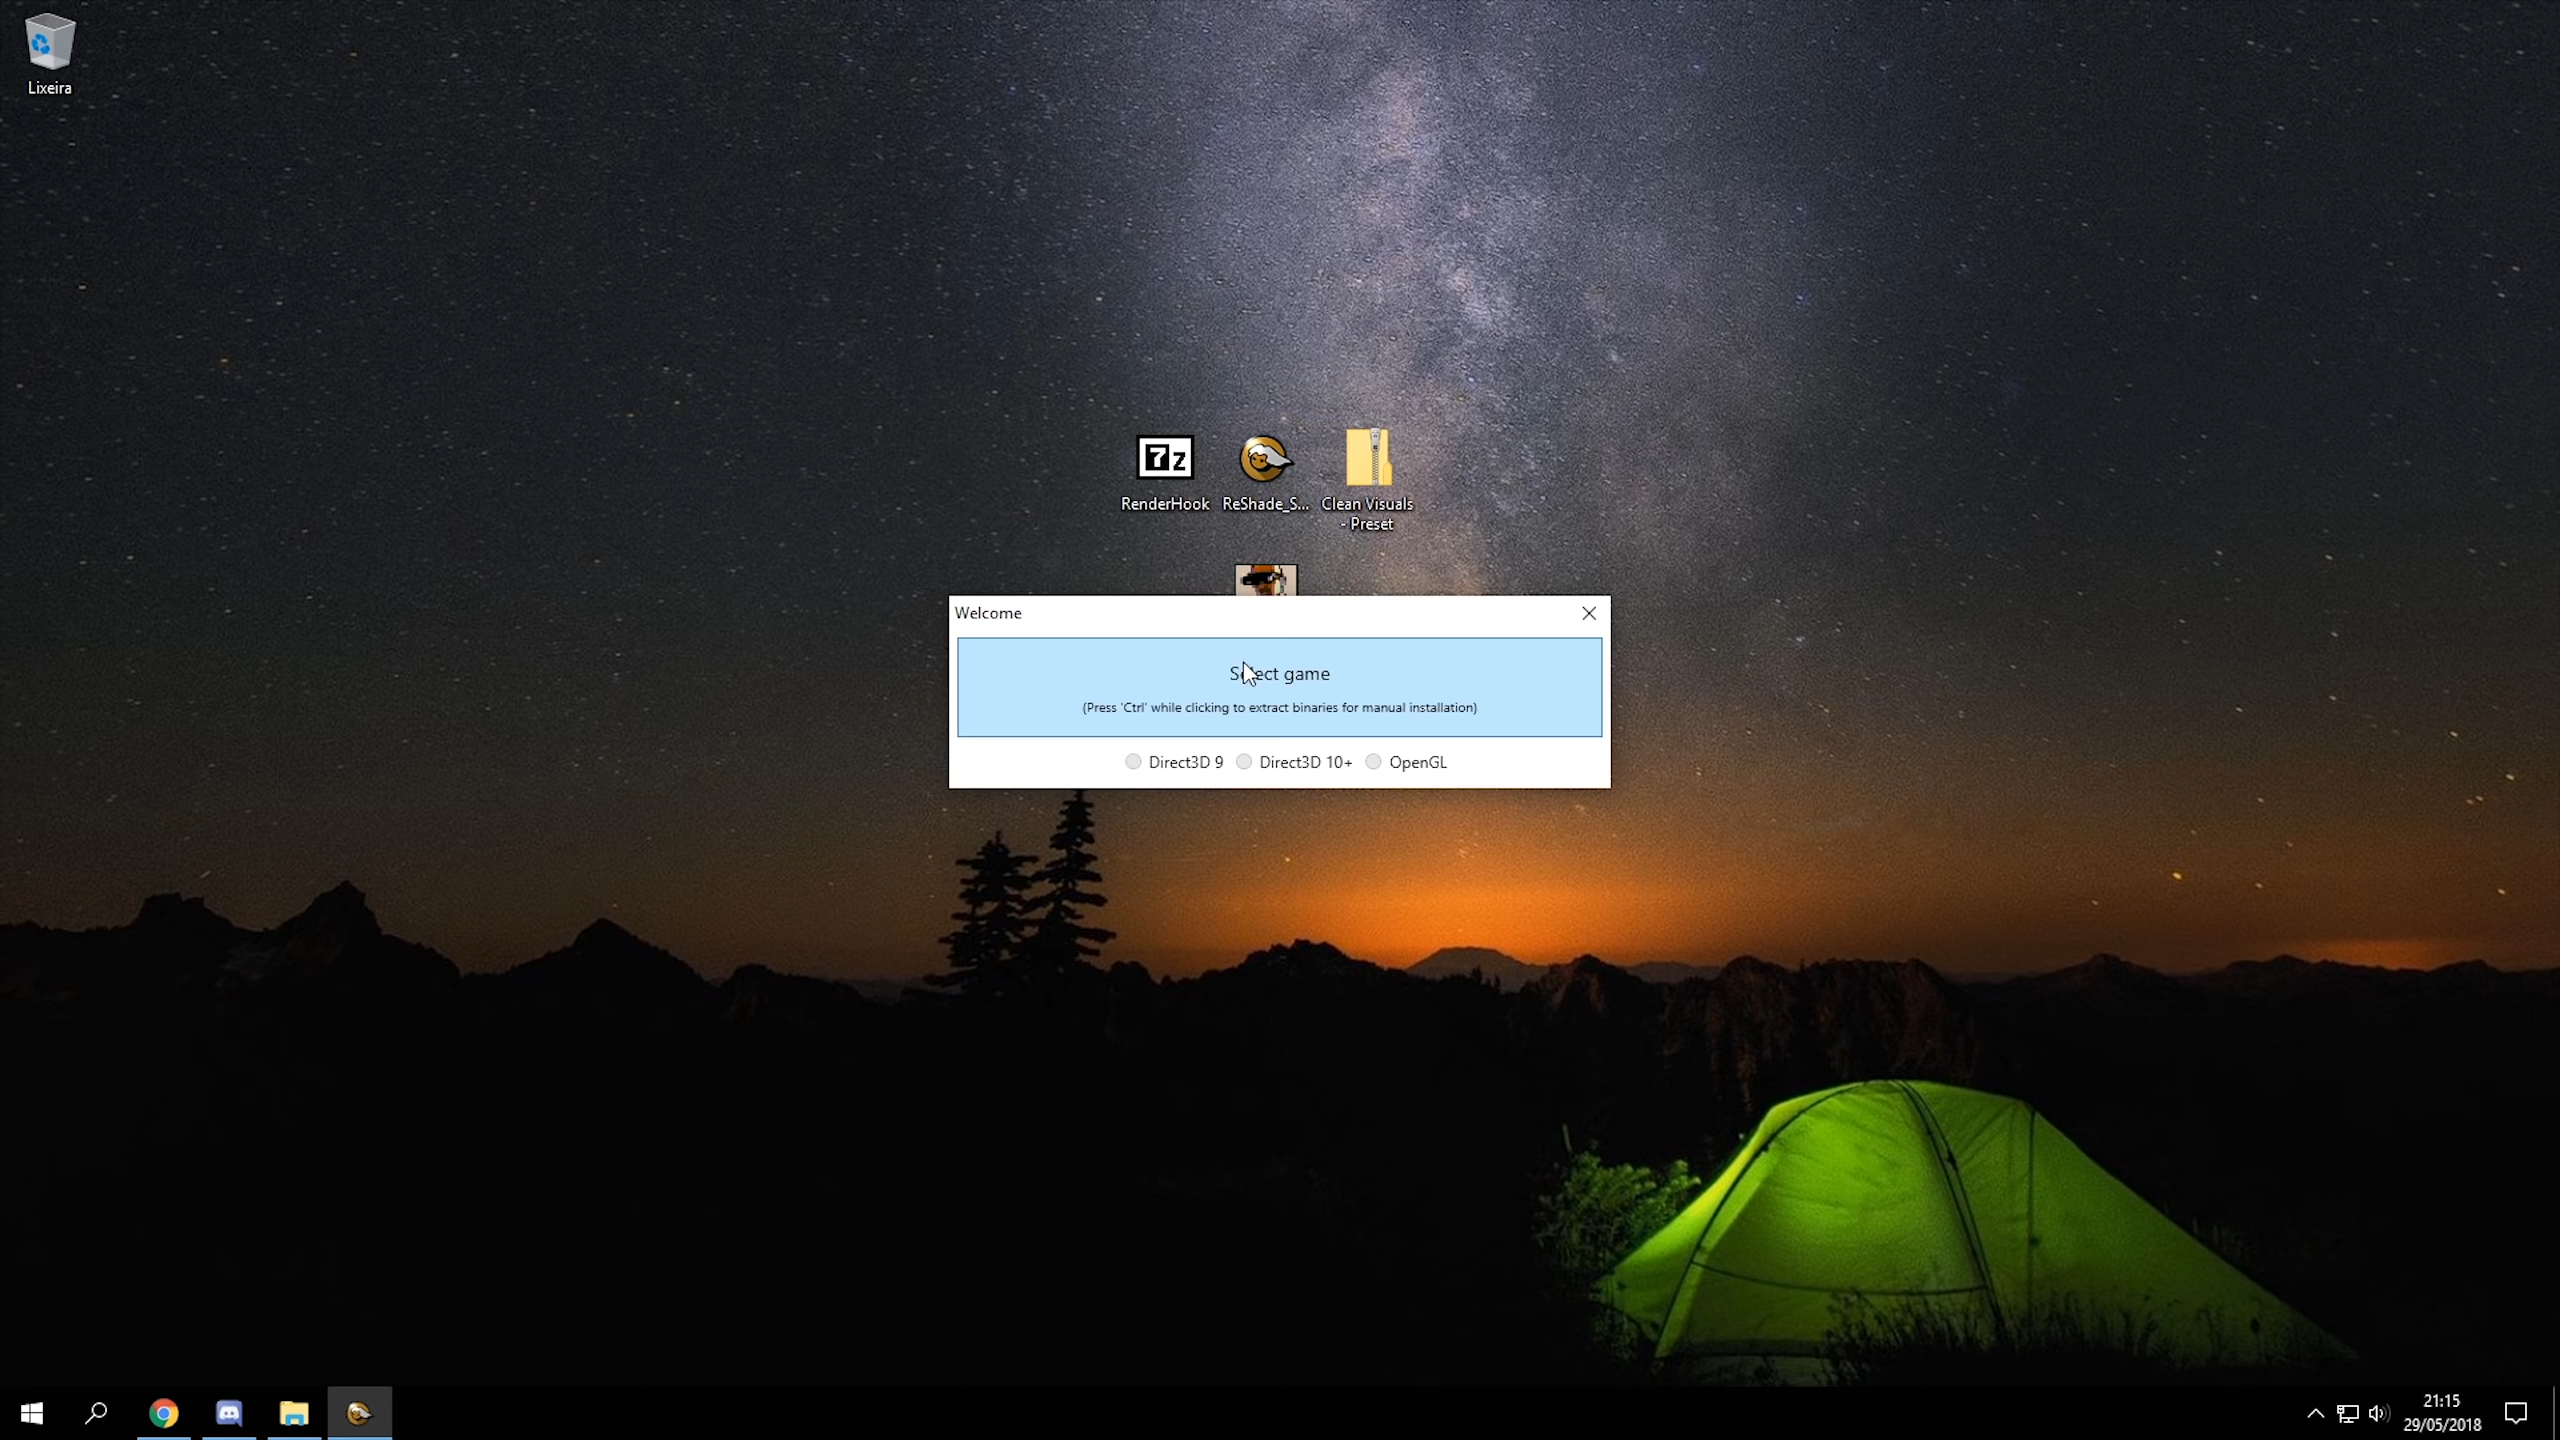 Lixeira
RenderHook
ReShade_S...
Clean Visuals
- Preset
Welcome
Select game
(Press 'Ctrl' while clicking to extract binaries for manual installation)
Direct3D 9
Direct3D 10+
OpenGL
21:15
29/05/2018